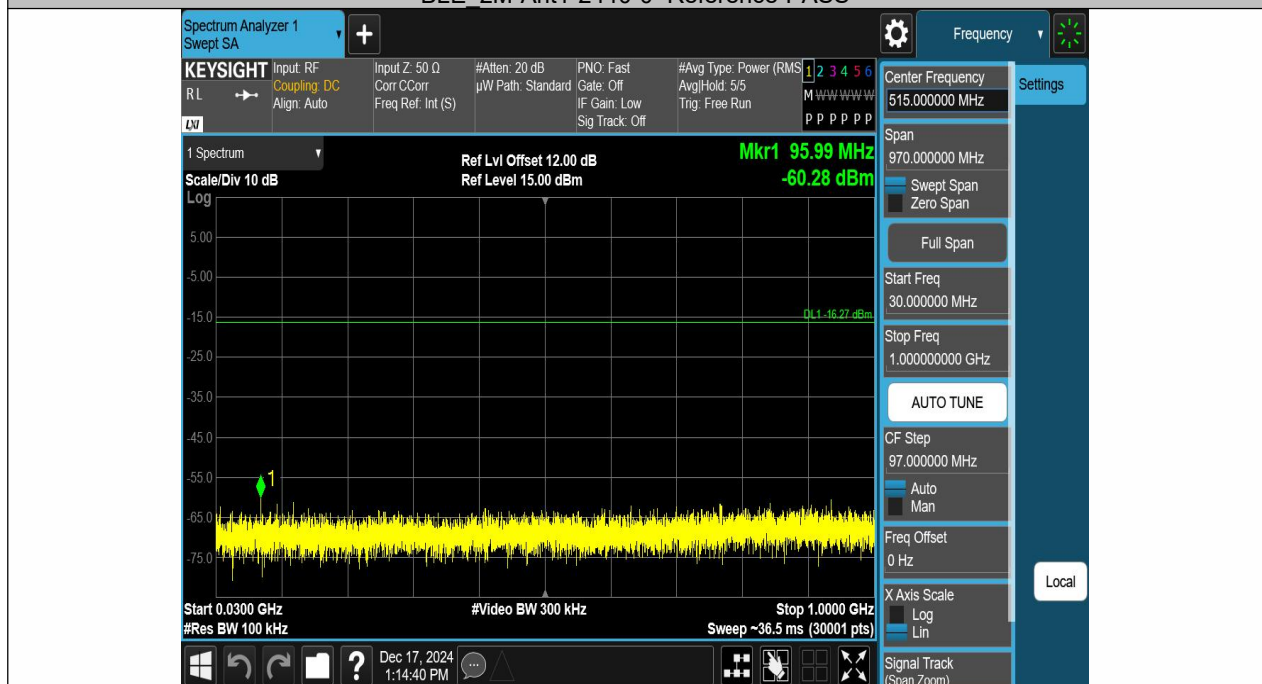 Spectrum Analyzer 1
Swept SA
Frequency
KEYSIGHT
RL
LXI
Input: RF
Coupling: DC
Align: Auto
Input Z: 50 Ω
Corr CCorr
Freq Ref: Int (S)
#Atten: 20 dB
µW Path: Standard
PNO: Fast
Gate: Off
IF Gain: Low
Sig Track: Off
#Avg Type: Power (RMS
Avg|Hold: 5/5
Trig: Free Run
1 2 3 4 5 6
M W W W W W
P P P P P P
1 Spectrum
Scale/Div 10 dB
Log
Ref Lvl Offset 12.00 dB
Ref Level 15.00 dBm
Mkr1 95.99 MHz
-60.28 dBm
5.00
-5.00
-15.0
DL1 -16.27 dBm
-25.0
-35.0
-45.0
-55.0
1
-65.0
-75.0
Start 0.0300 GHz
#Res BW 100 kHz
#Video BW 300 kHz
Stop 1.0000 GHz
Sweep ~36.5 ms (30001 pts)
?
Dec 17, 2024
1:14:40 PM
Center Frequency
515.000000 MHz
Settings
Span
970.000000 MHz
Swept Span
Zero Span
Full Span
Start Freq
30.000000 MHz
Stop Freq
1.000000000 GHz
AUTO TUNE
CF Step
97.000000 MHz
Auto
Man
Freq Offset
0 Hz
X Axis Scale
Log
Lin
Local
Signal Track
(Span Zoom)